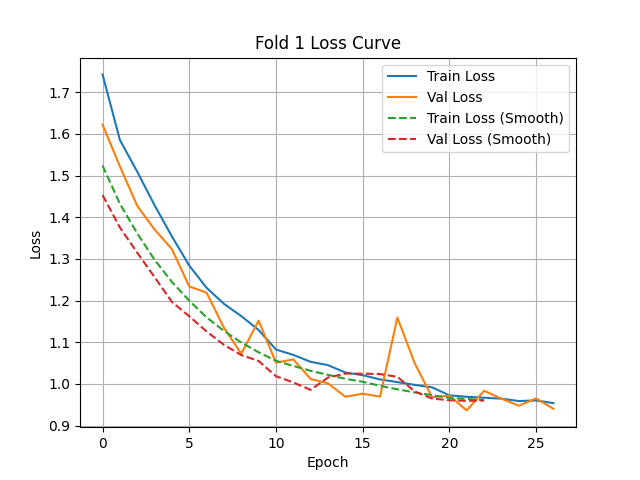 Fold 1 Loss Curve
Train Loss
Val Loss
Train Loss (Smooth)
Val Loss (Smooth)
Loss
1.7
1.6
1.5
1.4
1.3
1.2
1.1
1.0
0.9
0 5 10 15 20 25
Epoch